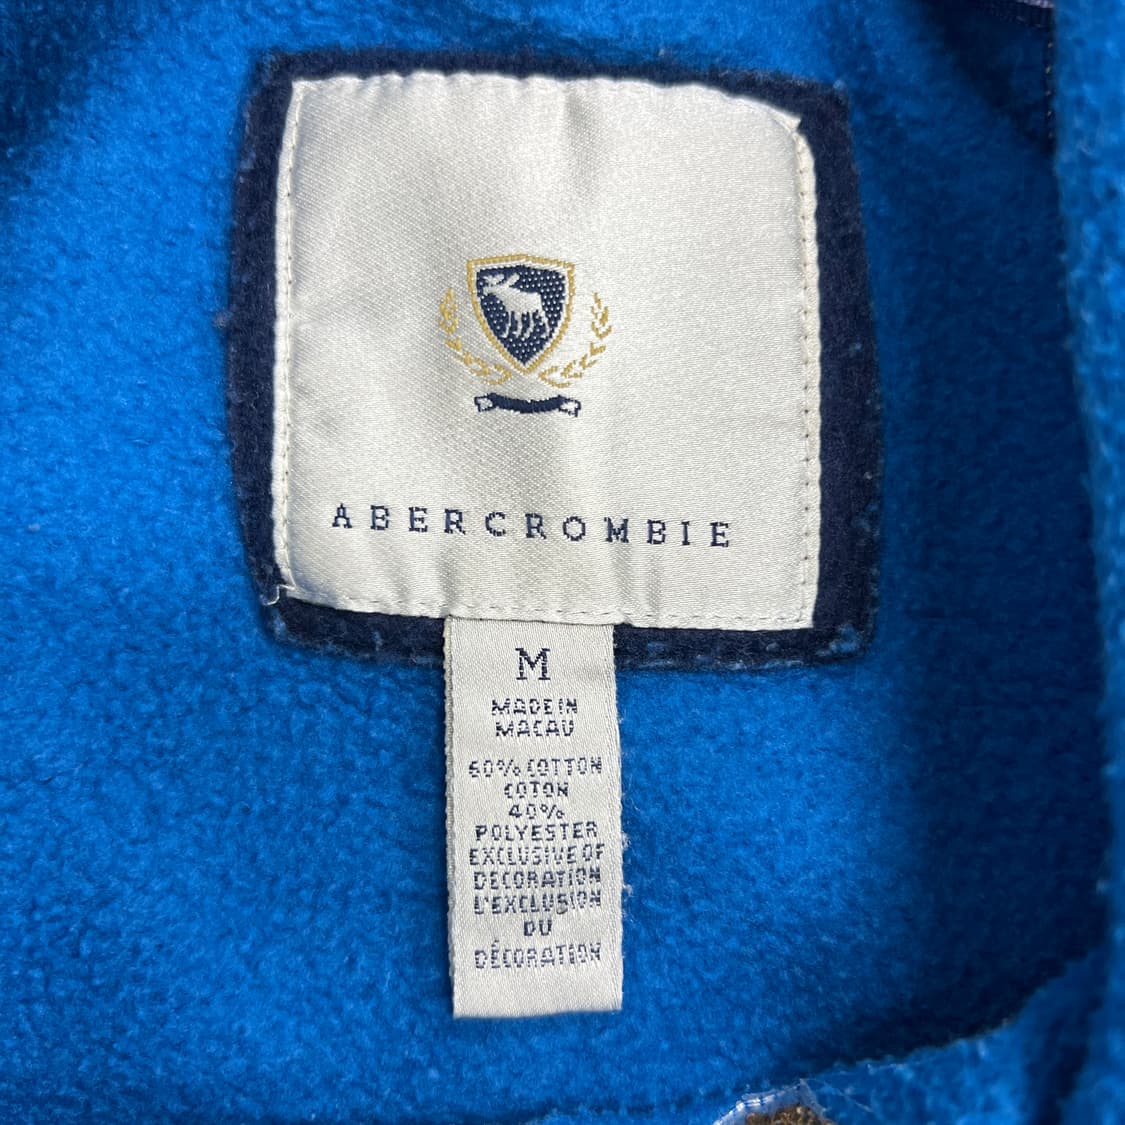 ABERCROMBIE
M
MADE IN
MACAU
60% COTTON
COTON
40%
POLYESTER
EXCLUSIVE OF
DECORATION
L'EXCLUSION
DU
DÉCORATION